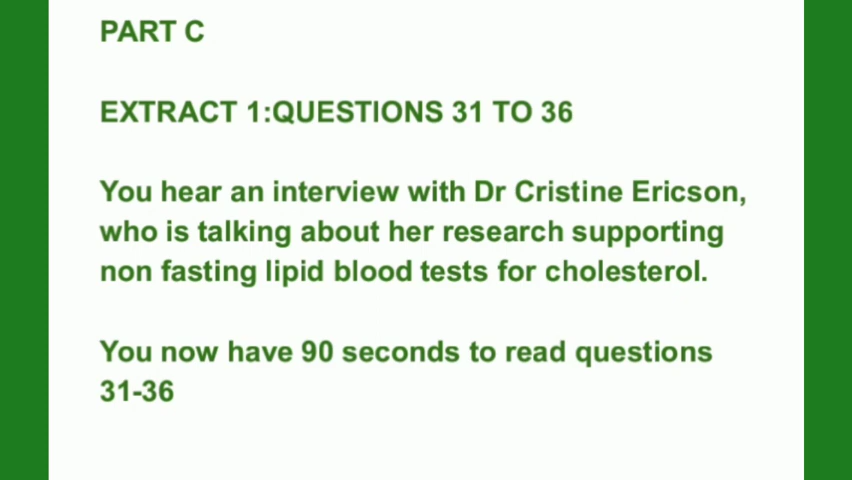 PART C
EXTRACT 1:QUESTIONS 31 TO 36
You hear an interview with Dr Cristine Ericson,
who is talking about her research supporting
non fasting lipid blood tests for cholesterol.
You now have 90 seconds to read questions
31-36